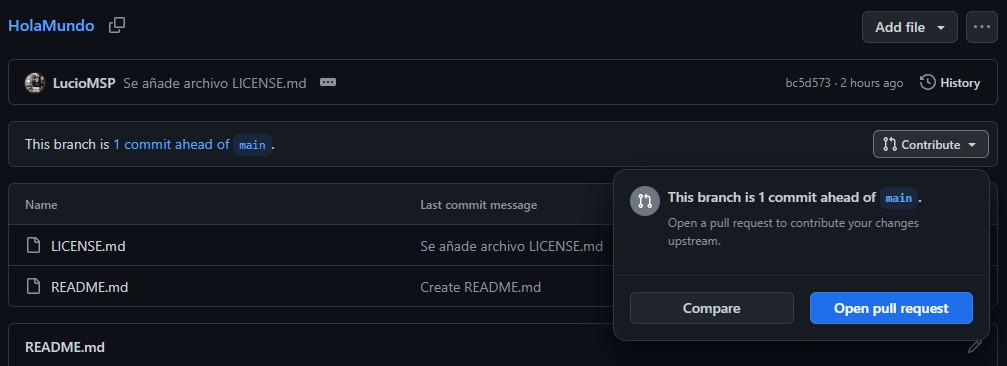 HolaMundo
Add file
LucioMSP Se añade archivo LICENSE.md
bc5d573 · 2 hours ago
History
This branch is 1 commit ahead of main .
Contribute
This branch is 1 commit ahead of main .
Open a pull request to contribute your changes
upstream.
Compare
Open pull request
Name
Last commit message
LICENSE.md
Se añade archivo LICENSE.md
README.md
Create README.md
README.md